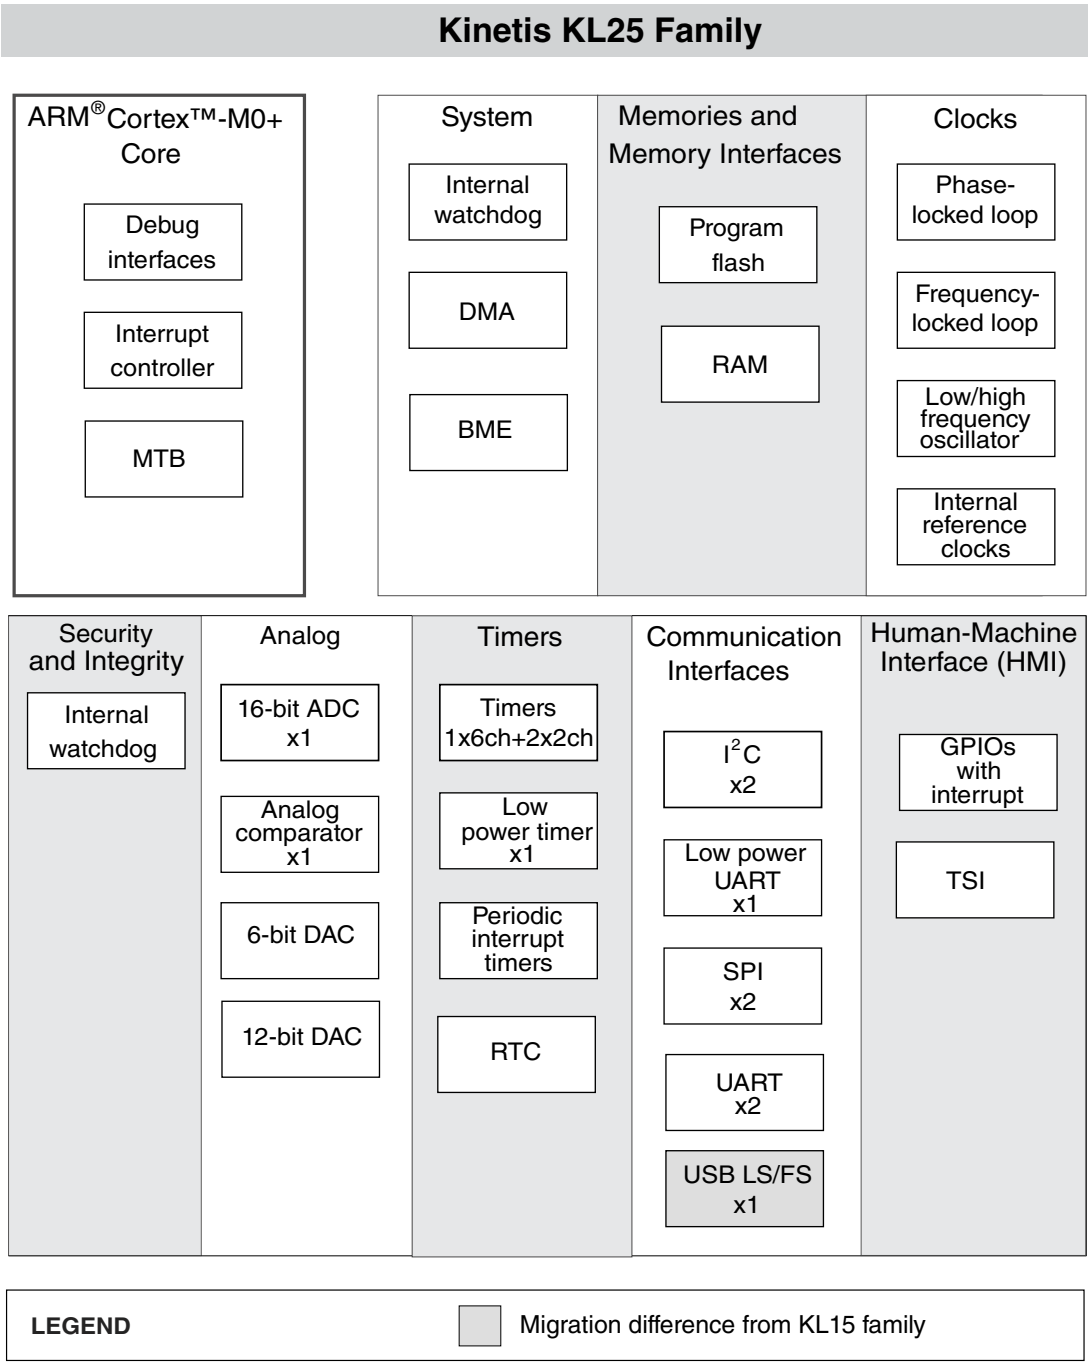 Kinetis KL25 Family
ARM®Cortex™-M0+
Core
Debug
interfaces
Interrupt
controller
MTB
System
Internal
watchdog
DMA
BME
Memories and
Memory Interfaces
Program
flash
RAM
Clocks
Phase-
locked loop
Frequency-
locked loop
Low/high
frequency
oscillator
Internal
reference
clocks
Security
and Integrity
Internal
watchdog
Analog
16-bit ADC
x1
Analog
comparator
x1
6-bit DAC
12-bit DAC
Timers
Timers
1x6ch+2x2ch
Low
power timer
x1
Periodic
interrupt
timers
RTC
Communication
Interfaces
I²C
x2
Low power
UART
x1
SPI
x2
UART
x2
USB LS/FS
x1
Human-Machine
Interface (HMI)
GPIOs
with
interrupt
TSI
LEGEND
Migration difference from KL15 family